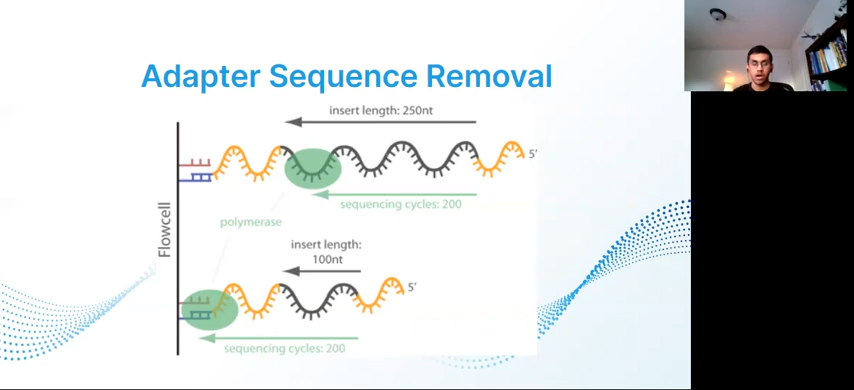 Adapter Sequence Removal
insert length: 250nt
5'
sequencing cycles: 200
polymerase
Flowcell
insert length:
100nt
5'
sequencing cycles: 200